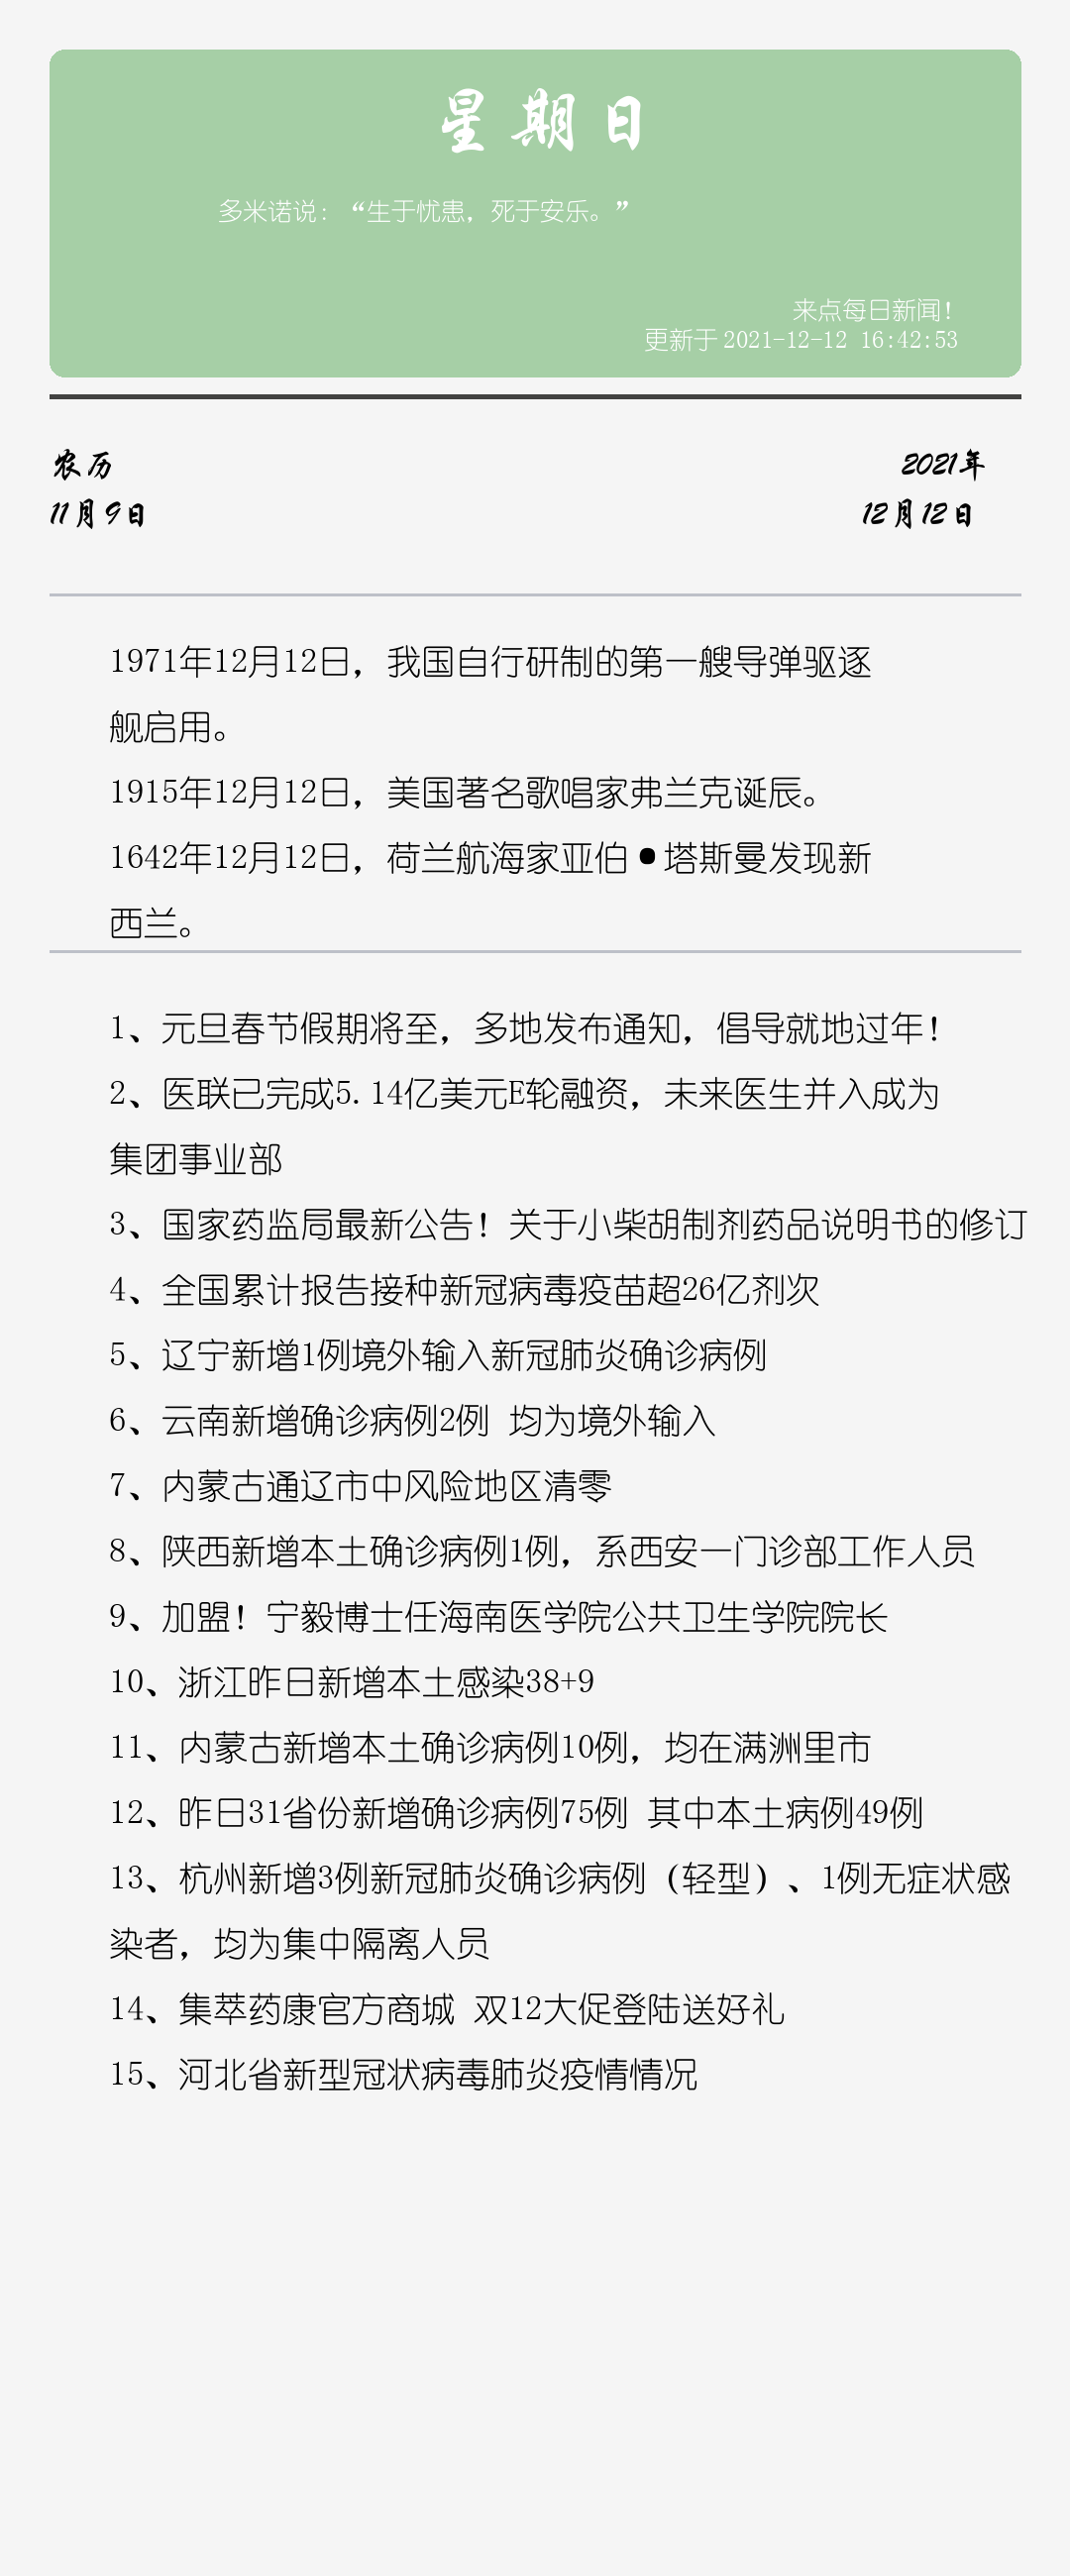 星期日
多米诺说：“生于忧患，死于安乐。”
来点每日新闻！
更新于 2021-12-12 16:42:53
农历
2021年
11月9日
12月12日
1971年12月12日，我国自行研制的第一艘导弹驱逐
舰启用。
1915年12月12日，美国著名歌唱家弗兰克诞辰。
1642年12月12日，荷兰航海家亚伯•塔斯曼发现新
西兰。
1、元旦春节假期将至，多地发布通知，倡导就地过年！
2、医联已完成5.14亿美元E轮融资，未来医生并入成为
集团事业部
3、国家药监局最新公告！关于小柴胡制剂药品说明书的修订
4、全国累计报告接种新冠病毒疫苗超26亿剂次
5、辽宁新增1例境外输入新冠肺炎确诊病例
6、云南新增确诊病例2例 均为境外输入
7、内蒙古通辽市中风险地区清零
8、陕西新增本土确诊病例1例，系西安一门诊部工作人员
9、加盟！宁毅博士任海南医学院公共卫生学院院长
10、浙江昨日新增本土感染38+9
11、内蒙古新增本土确诊病例10例，均在满洲里市
12、昨日31省份新增确诊病例75例 其中本土病例49例
13、杭州新增3例新冠肺炎确诊病例（轻型）、1例无症状感
染者，均为集中隔离人员
14、集萃药康官方商城 双12大促登陆送好礼
15、河北省新型冠状病毒肺炎疫情情况